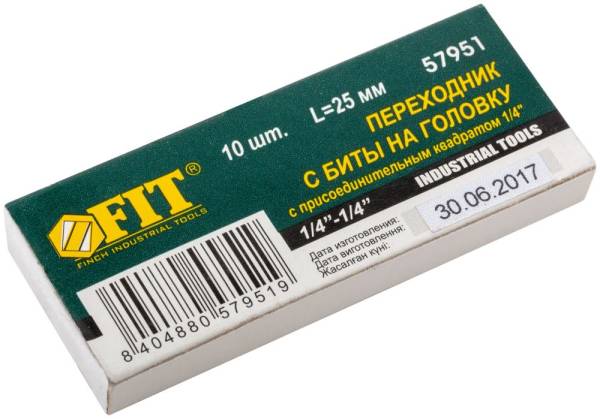 10 шт.
L=25 мм
57951
FIT®
FINCH INDUSTRIAL TOOLS
ПЕРЕХОДНИК
С БИТЫ НА ГОЛОВКУ
с присоединительным квадратом 1/4"
1/4”-1/4”
INDUSTRIAL TOOLS
Дата изготовления:
Дата виготовлення:
Жасалған күні:
30.06.2017
8 404880 579519